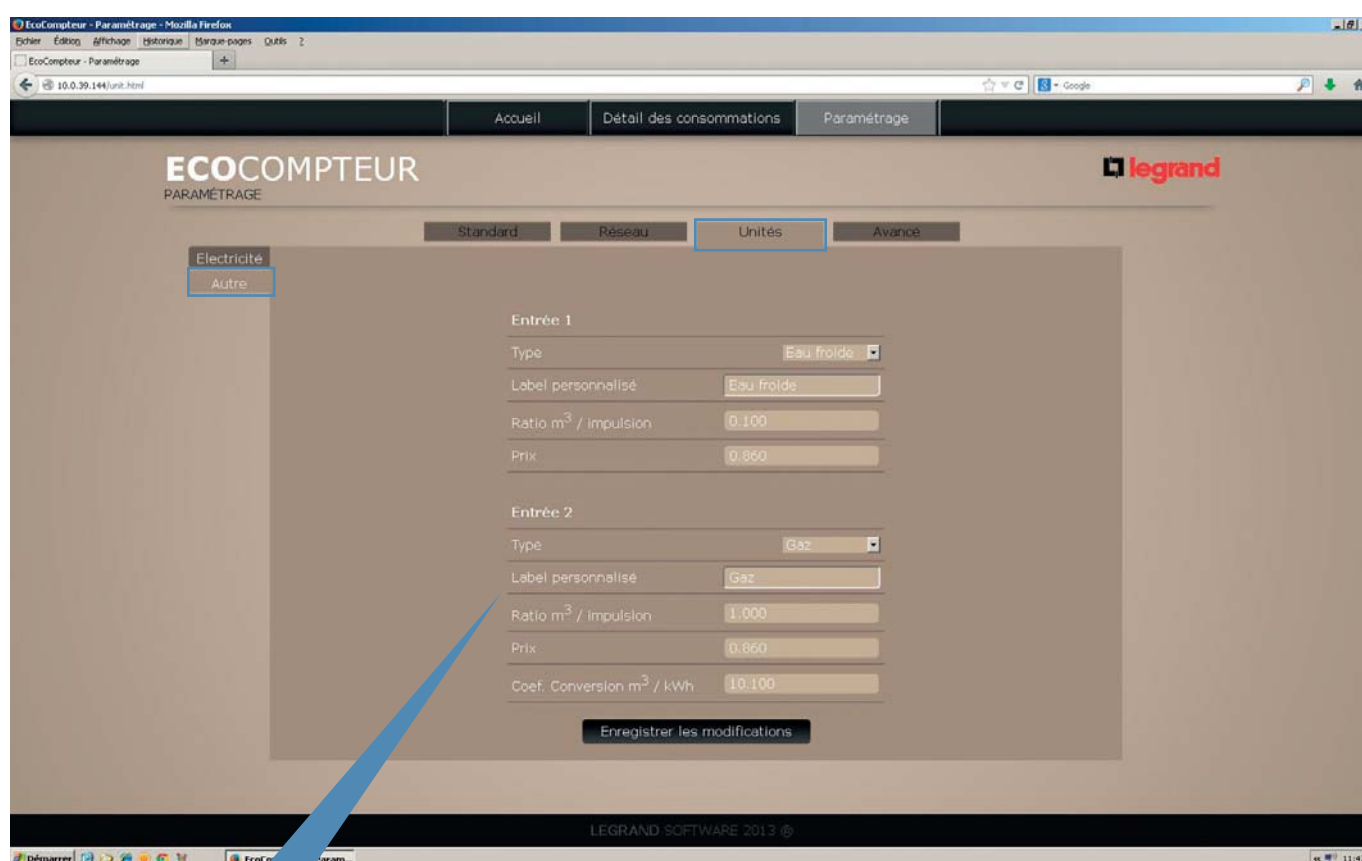 EcoCompteur - Paramétrage - Mozilla Firefox
Fichier Édition Affichage Historique Marque-pages Outils ?
EcoCompteur - Paramétrage +
10.0.39.144/unit.html Google
Accueil Détail des consommations Paramétrage
ECOCOMPTEUR legrand
PARAMÉTRAGE
Standard Réseau Unités Avancé
Electricité
Autre
Entrée 1
Type Eau froide
Label personnalisé Eau froide
Ratio m³ / impulsion 0.100
Prix 0.860
Entrée 2
Type Gaz
Label personnalisé Gaz
Ratio m³ / impulsion 1.000
Prix 0.860
Coef. Conversion m³ / kWh 10.100
Enregistrer les modifications
LEGRAND SOFTWARE 2013 @
Démarrer